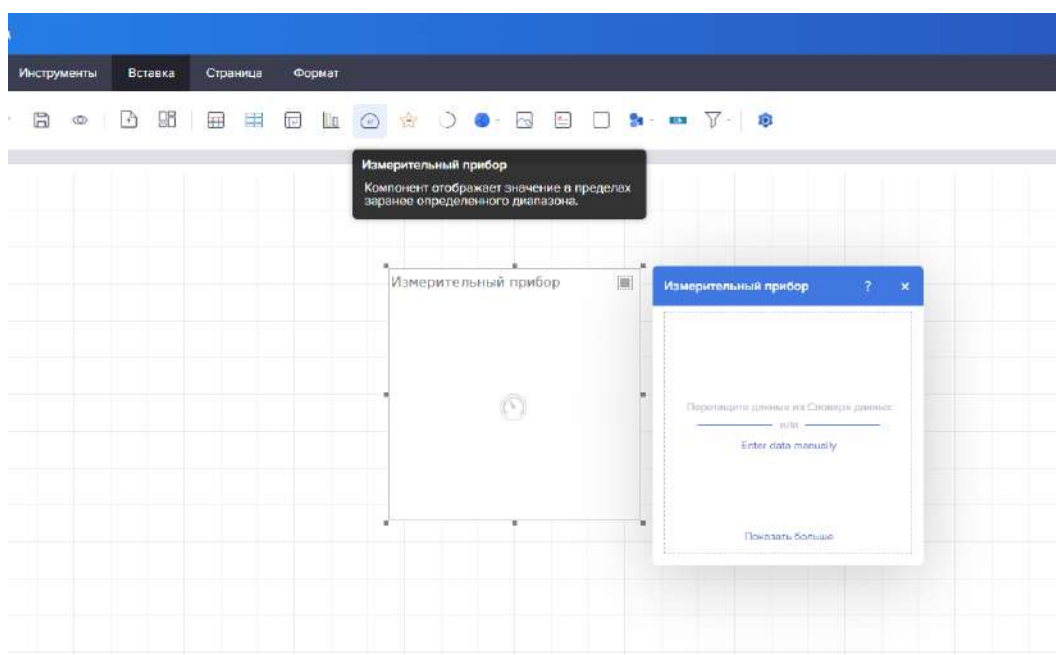 Инструменты Вставка Страница Формат
Измерительный прибор
Компонент отображает значение в пределах
заранее определенного диапазона.
Измерительный прибор
Измерительный прибор ? ×
Перетащите данные из Словаря данных
или
Enter data manually
Показать больше